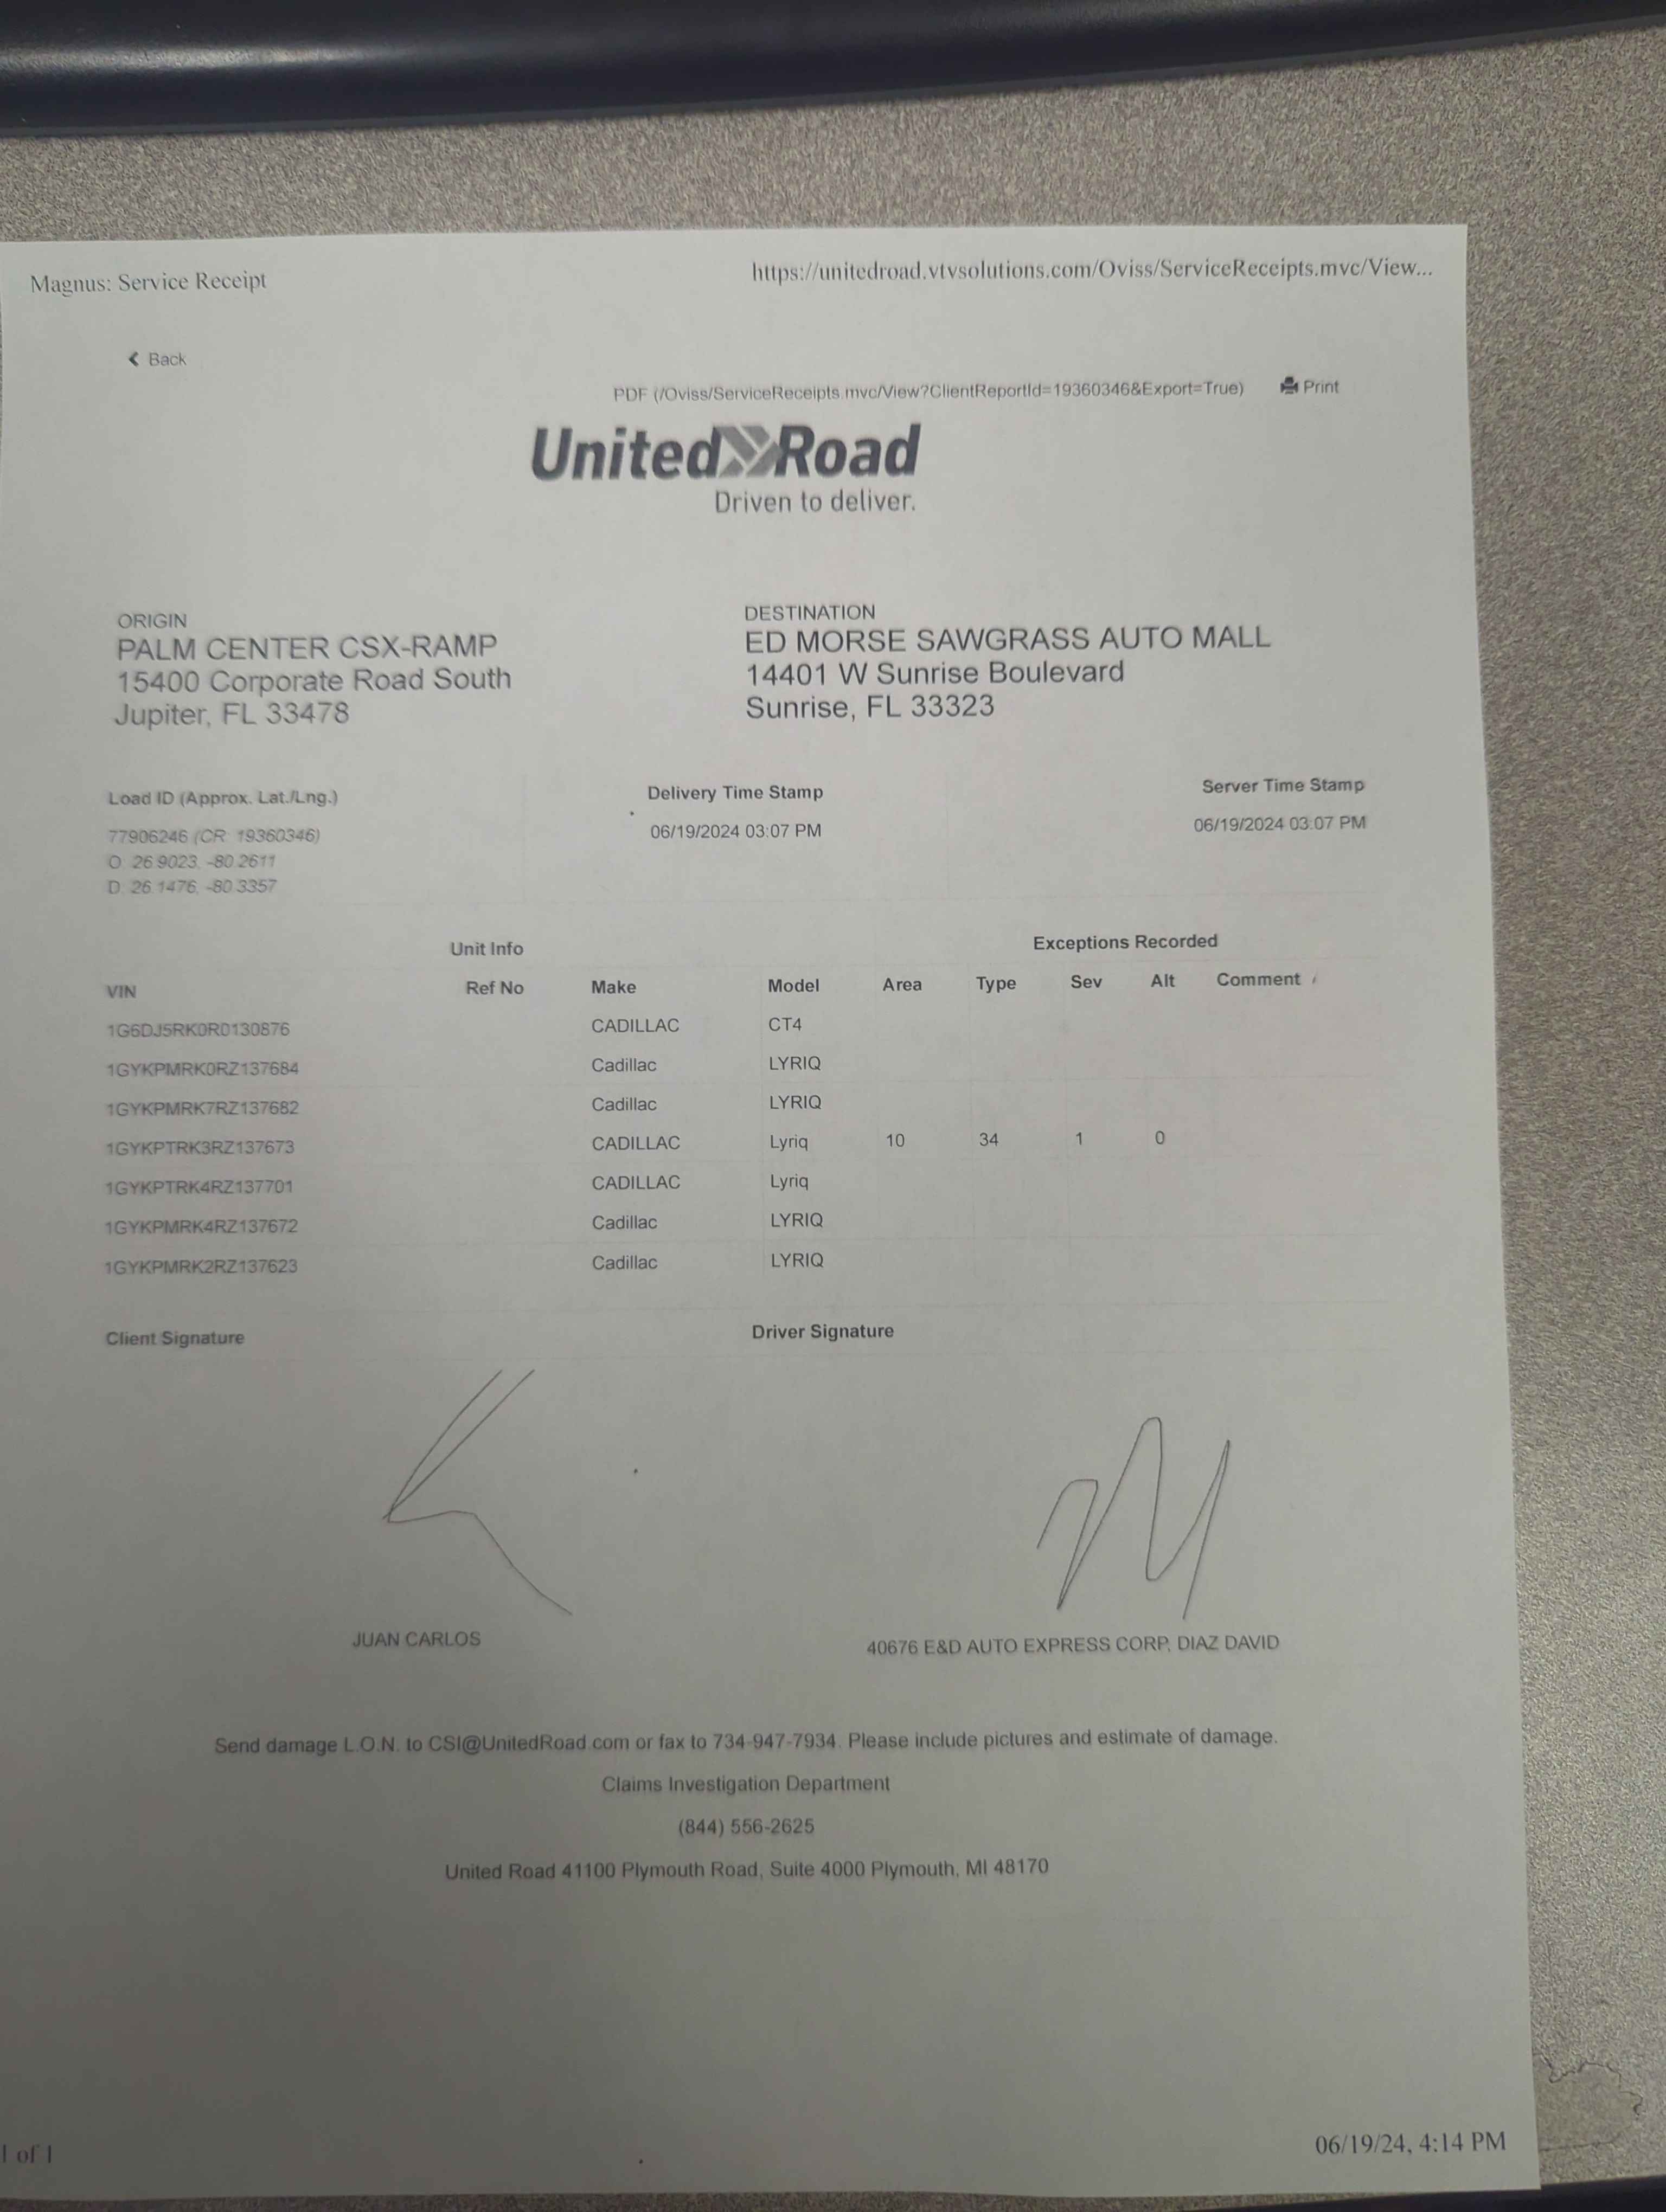 Magnus: Service Receipt
https://unitedroad.vtvsolutions.com/Oviss/ServiceReceipts.mvc/View...
Back
PDF (/Oviss/ServiceReceipts.mvc/View?ClientReportId=19360346&Export=True) Print
United Road
Driven to deliver.
ORIGIN
PALM CENTER CSX-RAMP
15400 Corporate Road South
Jupiter, FL 33478
DESTINATION
ED MORSE SAWGRASS AUTO MALL
14401 W Sunrise Boulevard
Sunrise, FL 33323
Load ID (Approx. Lat./Lng.)
77906246 (CR: 19360346)
O: 26.9023, -80.2611
D: 26.1476, -80.3357
Delivery Time Stamp
06/19/2024 03:07 PM
Server Time Stamp
06/19/2024 03:07 PM
Unit Info Exceptions Recorded
VIN Ref No Make Model Area Type Sev Alt Comment
1G6DJ5RK0R0130876 CADILLAC CT4
1GYKPMRK0RZ137684 Cadillac LYRIQ
1GYKPMRK7RZ137682 Cadillac LYRIQ
1GYKPTRK3RZ137673 CADILLAC Lyriq 10 34 1 0
1GYKPTRK4RZ137701 CADILLAC Lyriq
1GYKPMRK4RZ137672 Cadillac LYRIQ
1GYKPMRK2RZ137623 Cadillac LYRIQ
Client Signature Driver Signature
JUAN CARLOS
40676 E&D AUTO EXPRESS CORP. DIAZ DAVID
Send damage L.O.N. to CSI@UnitedRoad.com or fax to 734-947-7934. Please include pictures and estimate of damage.
Claims Investigation Department
(844) 556-2625
United Road 41100 Plymouth Road, Suite 4000 Plymouth, MI 48170
1 of 1
06/19/24, 4:14 PM